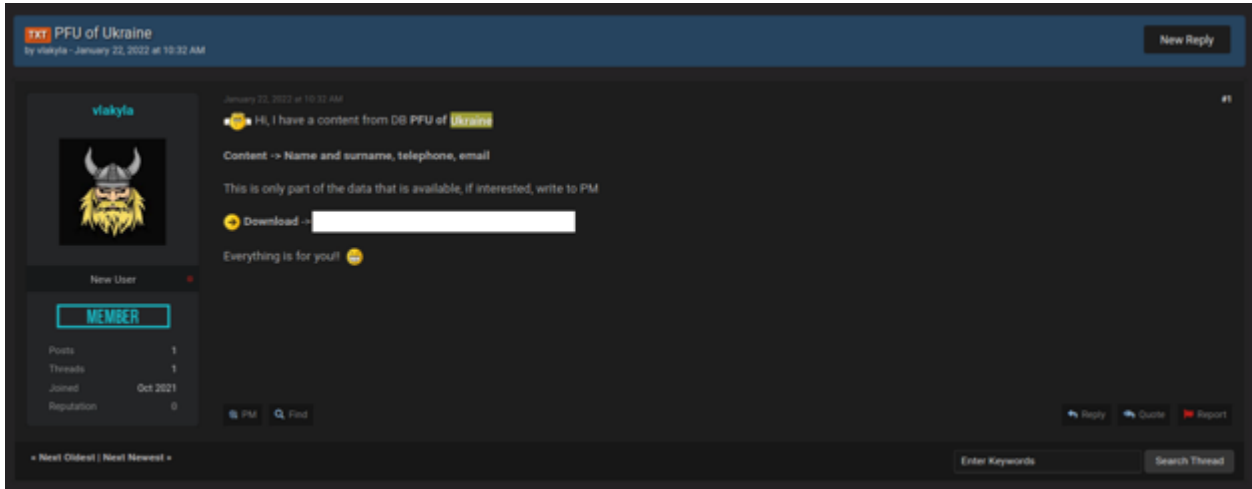 TXT PFU of Ukraine
by vlakyla - January 22, 2022 at 10:32 AM
New Reply
vlakyla
January 22, 2022 at 10:32 AM
#1
Hi, I have a content from DB PFU of Ukraine
Content -> Name and surname, telephone, email
This is only part of the data that is available, if interested, write to PM
Download ->
Everything is for you!!
New User
MEMBER
Posts 1
Threads 1
Joined Oct 2021
Reputation 0
PM Find
Reply Quote Report
« Next Oldest | Next Newest »
Enter Keywords
Search Thread